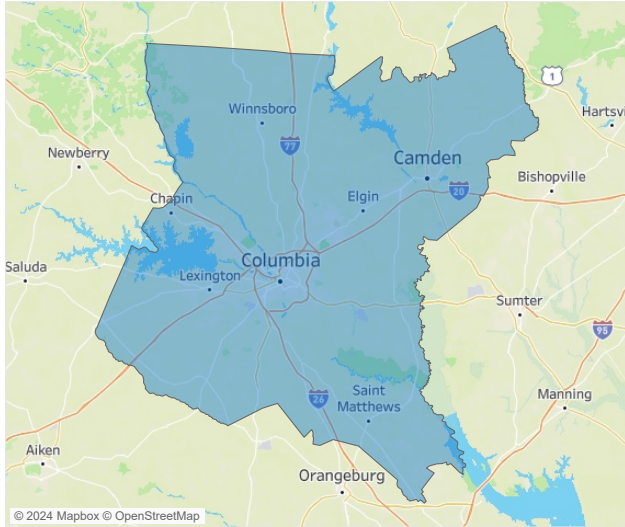 1
Hartsvi
Winnsboro
77
Newberry
Camden
Bishopville
20
Chapin
Elgin
Columbia
Saluda
Lexington
Sumter
95
26
Saint
Matthews
Manning
Aiken
Orangeburg
© 2024 Mapbox © OpenStreetMap